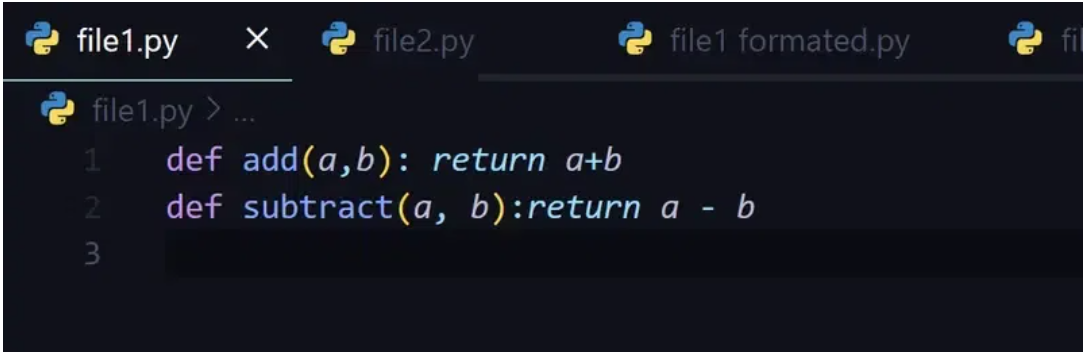 file1.py
file2.py
file1 formated.py
fil
file1.py > ...
1 def add(a,b): return a+b
2 def subtract(a, b):return a - b
3